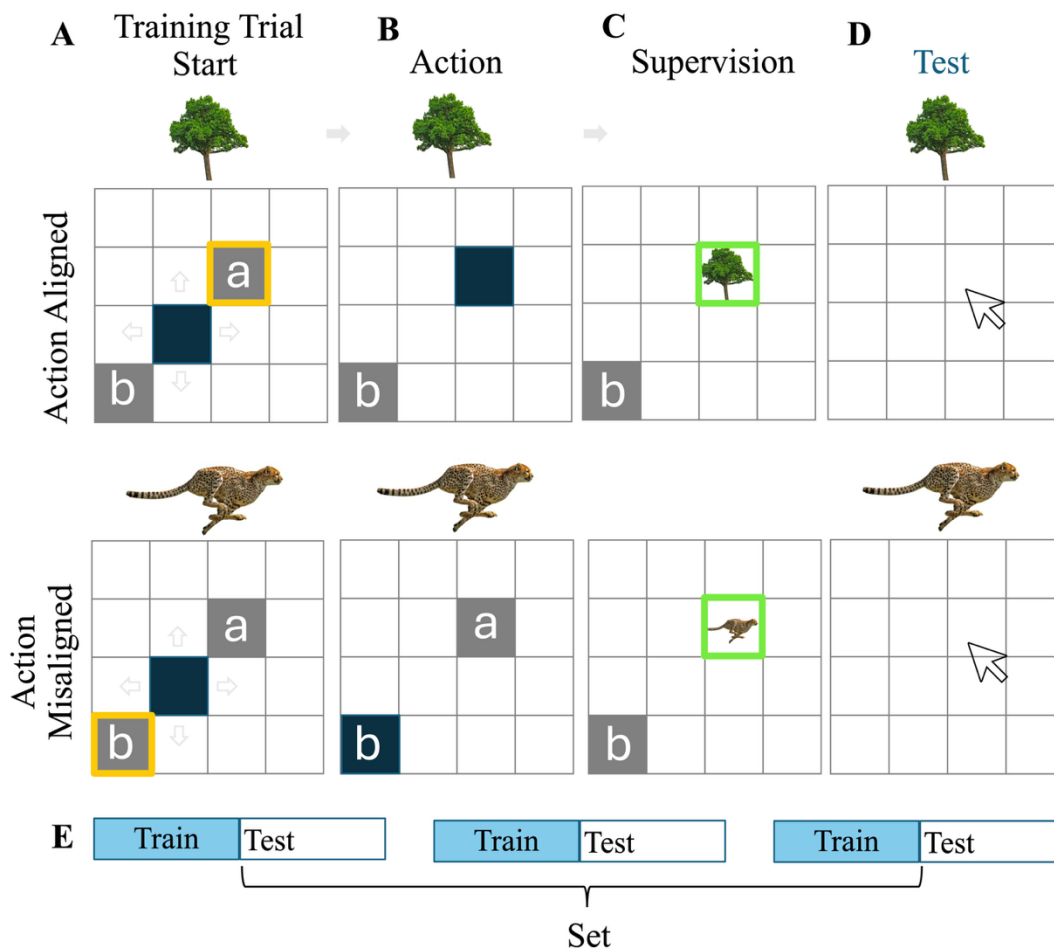 A
Training Trial
Start
B
Action
C
Supervision
D
Test
Action Aligned
a
b
b
b
Action
Misaligned
a
b
a
b
b
E
Train
Test
Train
Test
Train
Test
Set